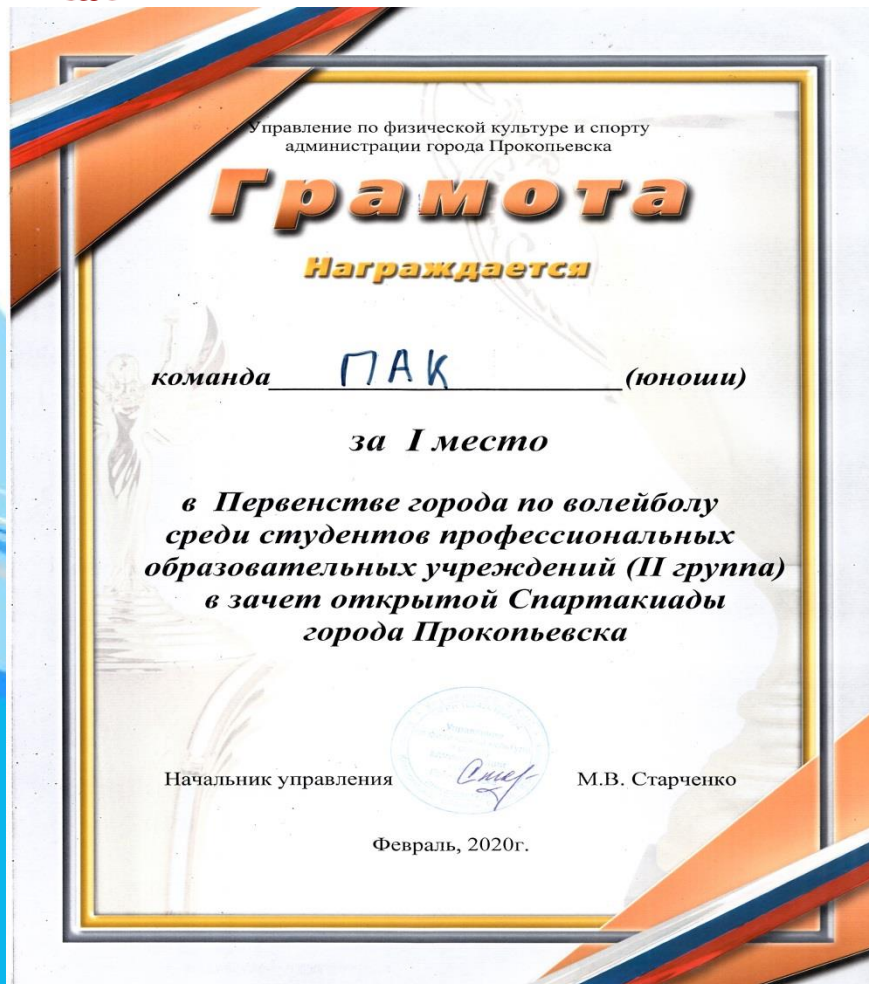 Управление по физической культуре и спорту
администрации города Прокопьевска
Грамота
Награждается
команда ПАК (юноши)
за I место
в Первенстве города по волейболу
среди студентов профессиональных
образовательных учреждений (II группа)
в зачет открытой Спартакиады
города Прокопьевска
Начальник управления М.В. Старченко
Февраль, 2020г.